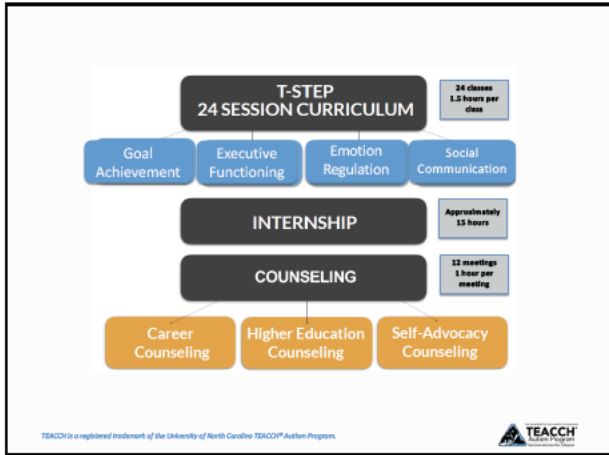 T-STEP
24 SESSION CURRICULUM
24 classes
1.5 hours per
class
Goal
Achievement
Executive
Functioning
Emotion
Regulation
Social
Communication
INTERNSHIP
Approximately
15 hours
COUNSELING
12 meetings
1 hour per
meeting
Career
Counseling
Higher Education
Counseling
Self-Advocacy
Counseling
TEACCH is a registered trademark of the University of North Carolina TEACCH® Autism Program.
TEACCH®
Autism Program